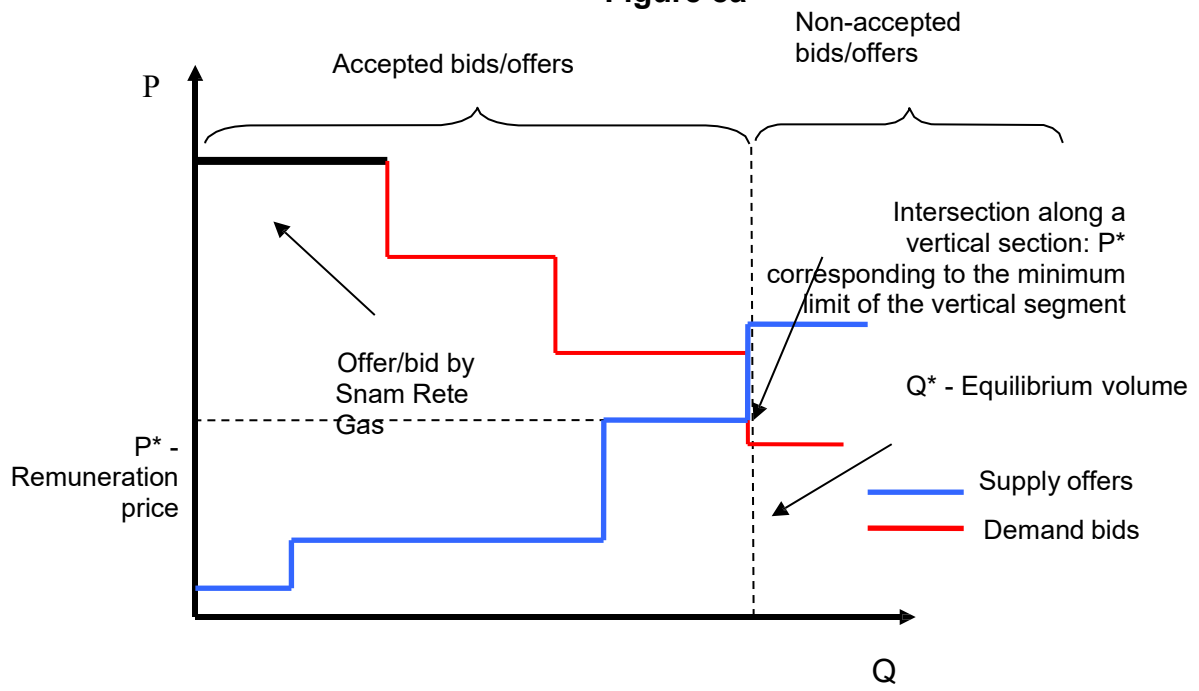 Non-accepted
bids/offers
Accepted bids/offers
P
Intersection along a
vertical section: P*
corresponding to the minimum
limit of the vertical segment
Offer/bid by
Snam Rete
Gas
Q* - Equilibrium volume
P* -
Remuneration
price
Supply offers
Demand bids
Q